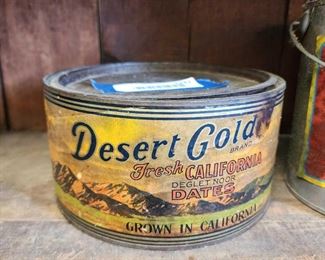 Desert Gold
BRAND
Fresh CALIFORNIA
DEGLET NOOR
DATES
GROWN IN CALIFORNIA